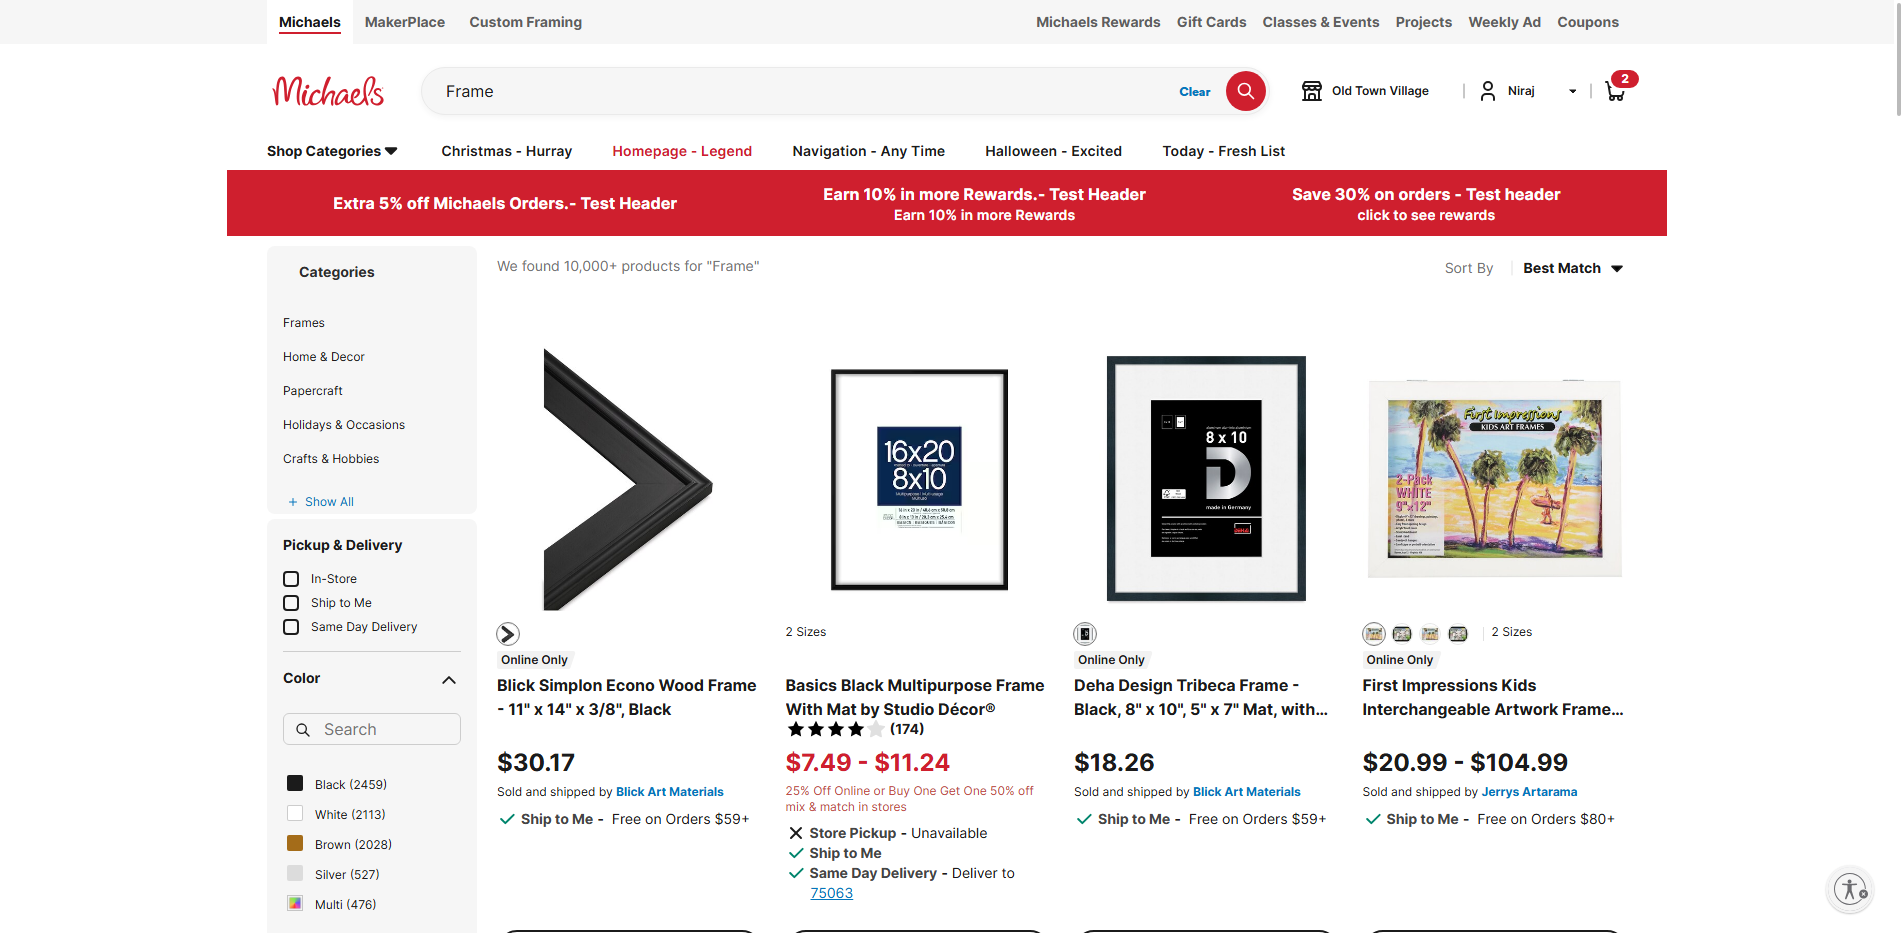 Michaels
MakerPlace
Custom Framing
Michaels Rewards
Gift Cards
Classes & Events
Projects
Weekly Ad
Coupons
Michaels
Frame
Clear
Old Town Village
Niraj
2
Shop Categories
Christmas - Hurray
Homepage - Legend
Navigation - Any Time
Halloween - Excited
Today - Fresh List
Extra 5% off Michaels Orders.- Test Header
Earn 10% in more Rewards.- Test Header
Earn 10% in more Rewards
Save 30% on orders - Test header
click to see rewards
Categories
Frames
Home & Decor
Papercraft
Holidays & Occasions
Crafts & Hobbies
+ Show All
Pickup & Delivery
In-Store
Ship to Me
Same Day Delivery
Color
Search
Black (2459)
White (2113)
Brown (2028)
Silver (527)
Multi (476)
We found 10,000+ products for "Frame"
Sort By
Best Match
Online Only
Blick Simplon Econo Wood Frame
- 11" x 14" x 3/8", Black
$30.17
Sold and shipped by Blick Art Materials
Ship to Me - Free on Orders $59+
16x20
8x10
2 Sizes
Basics Black Multipurpose Frame
With Mat by Studio Décor®
(174)
$7.49 - $11.24
25% Off Online or Buy One Get One 50% off
mix & match in stores
Store Pickup - Unavailable
Ship to Me
Same Day Delivery - Deliver to
75063
8 x 10
D
made in Germany
Online Only
Deha Design Tribeca Frame -
Black, 8" x 10", 5" x 7" Mat, with...
$18.26
Sold and shipped by Blick Art Materials
Ship to Me - Free on Orders $59+
First Impressions
KIDS ART FRAMES
2-Pack
WHITE
9"x12"
2 Sizes
Online Only
First Impressions Kids
Interchangeable Artwork Frame...
$20.99 - $104.99
Sold and shipped by Jerrys Artarama
Ship to Me - Free on Orders $80+